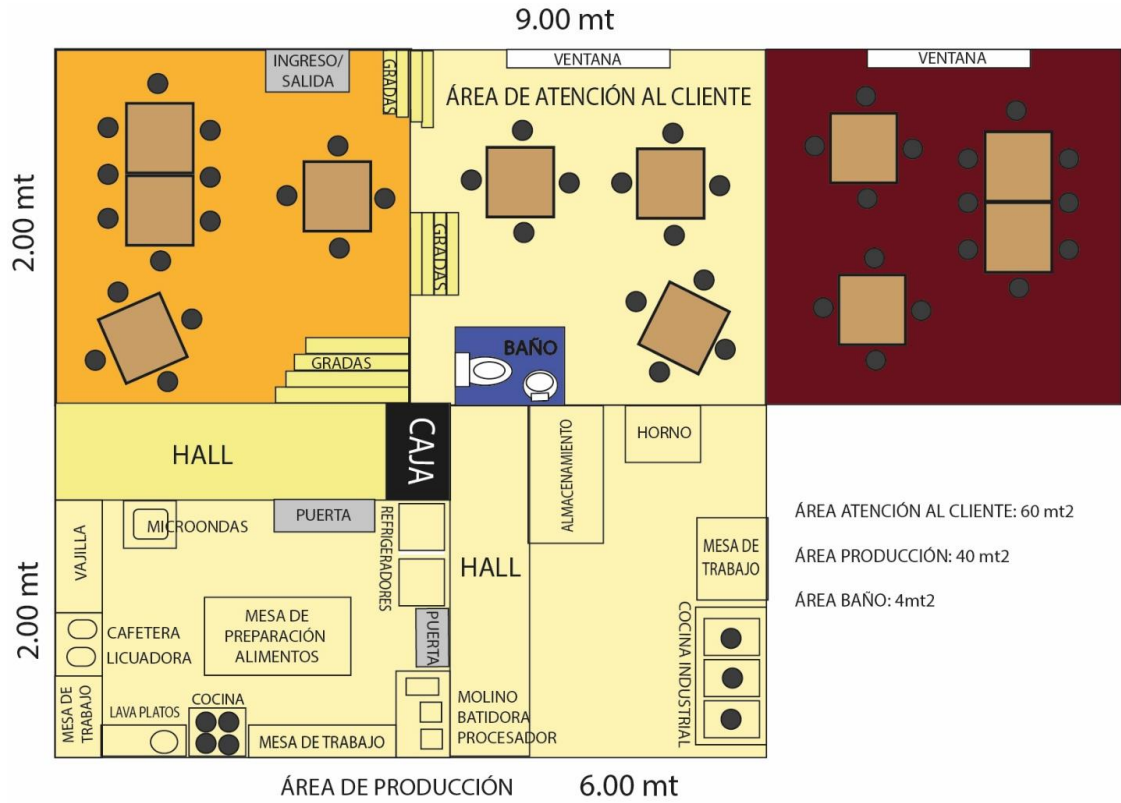 9.00 mt
INGRESO/
SALIDA
GRADAS
VENTANA
VENTANA
ÁREA DE ATENCIÓN AL CLIENTE
2.00 mt
GRADAS
GRADAS
BAÑO
HALL
CAJA
ALMACENAMIENTO
HORNO
VAJILLA
MICROONDAS
PUERTA
REFRIGERADORES
HALL
MESA DE
TRABAJO
ÁREA ATENCIÓN AL CLIENTE: 60 mt2
ÁREA PRODUCCIÓN: 40 mt2
ÁREA BAÑO: 4mt2
2.00 mt
CAFETERA
LICUADORA
MESA DE
PREPARACIÓN
ALIMENTOS
PUERTA
COCINA INDUSTRIAL
MESA DE
TRABAJO
LAVA PLATOS
COCINA
MESA DE TRABAJO
MOLINO
BATIDORA
PROCESADOR
ÁREA DE PRODUCCIÓN
6.00 mt